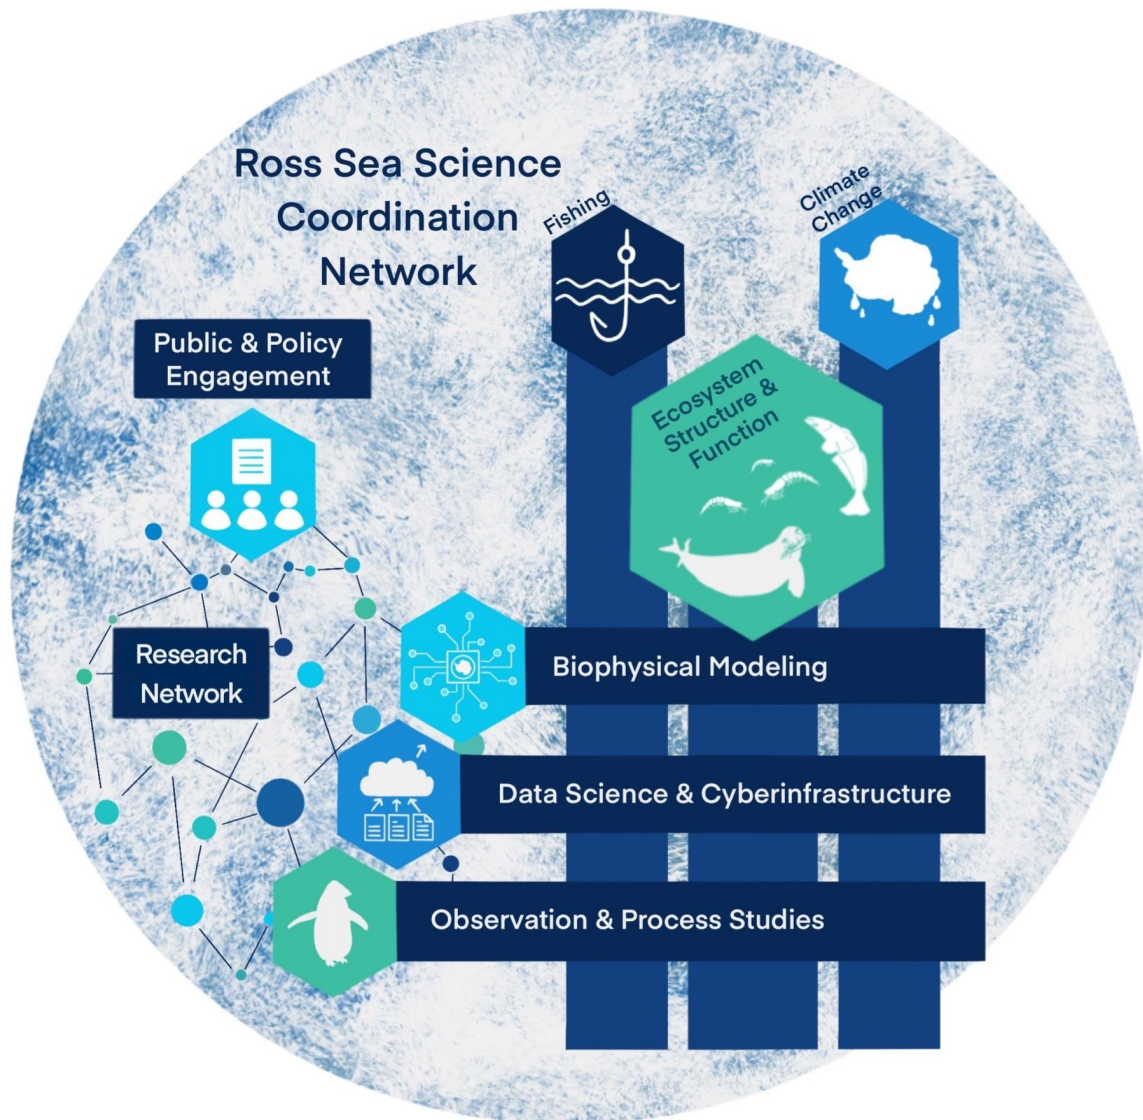 Ross Sea Science
Coordination
Network
Fishing
Climate
Change
Public & Policy
Engagement
Ecosystem
Structure &
Function
Research
Network
Biophysical Modeling
Data Science & Cyberinfrastructure
Observation & Process Studies